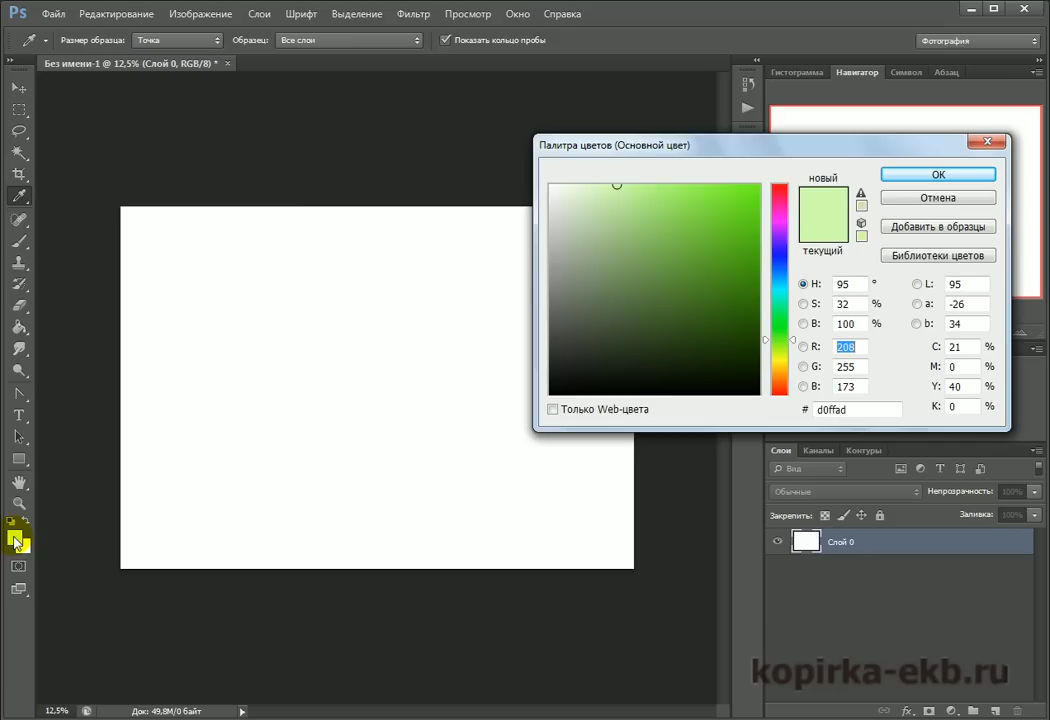 Ps Файл Редактирование Изображение Слои Шрифт Выделение Фильтр Просмотр Окно Справка
Размер образца: Точка Образец: Все слои Показать кольцо пробы Фотография
Без имени-1 @ 12,5% (Слой 0, RGB/8) * ×
Гистограмма Навигатор Символ Абзац
Палитра цветов (Основной цвет)
новый
текущий
OK
Отмена
Добавить в образцы
Библиотеки цветов
H: 95 ° L: 95
S: 32 % a: -26
B: 100 % b: 34
R: 208 C: 21 %
G: 255 M: 0 %
B: 173 Y: 40 %
# d0ffad K: 0 %
Только Web-цвета
Слои Каналы Контуры
Вид
Обычные Непрозрачность: 100%
Закрепить: Заливка: 100%
Слой 0
kopirka-ekb.ru
12,5% Док: 49,8M/0 байт